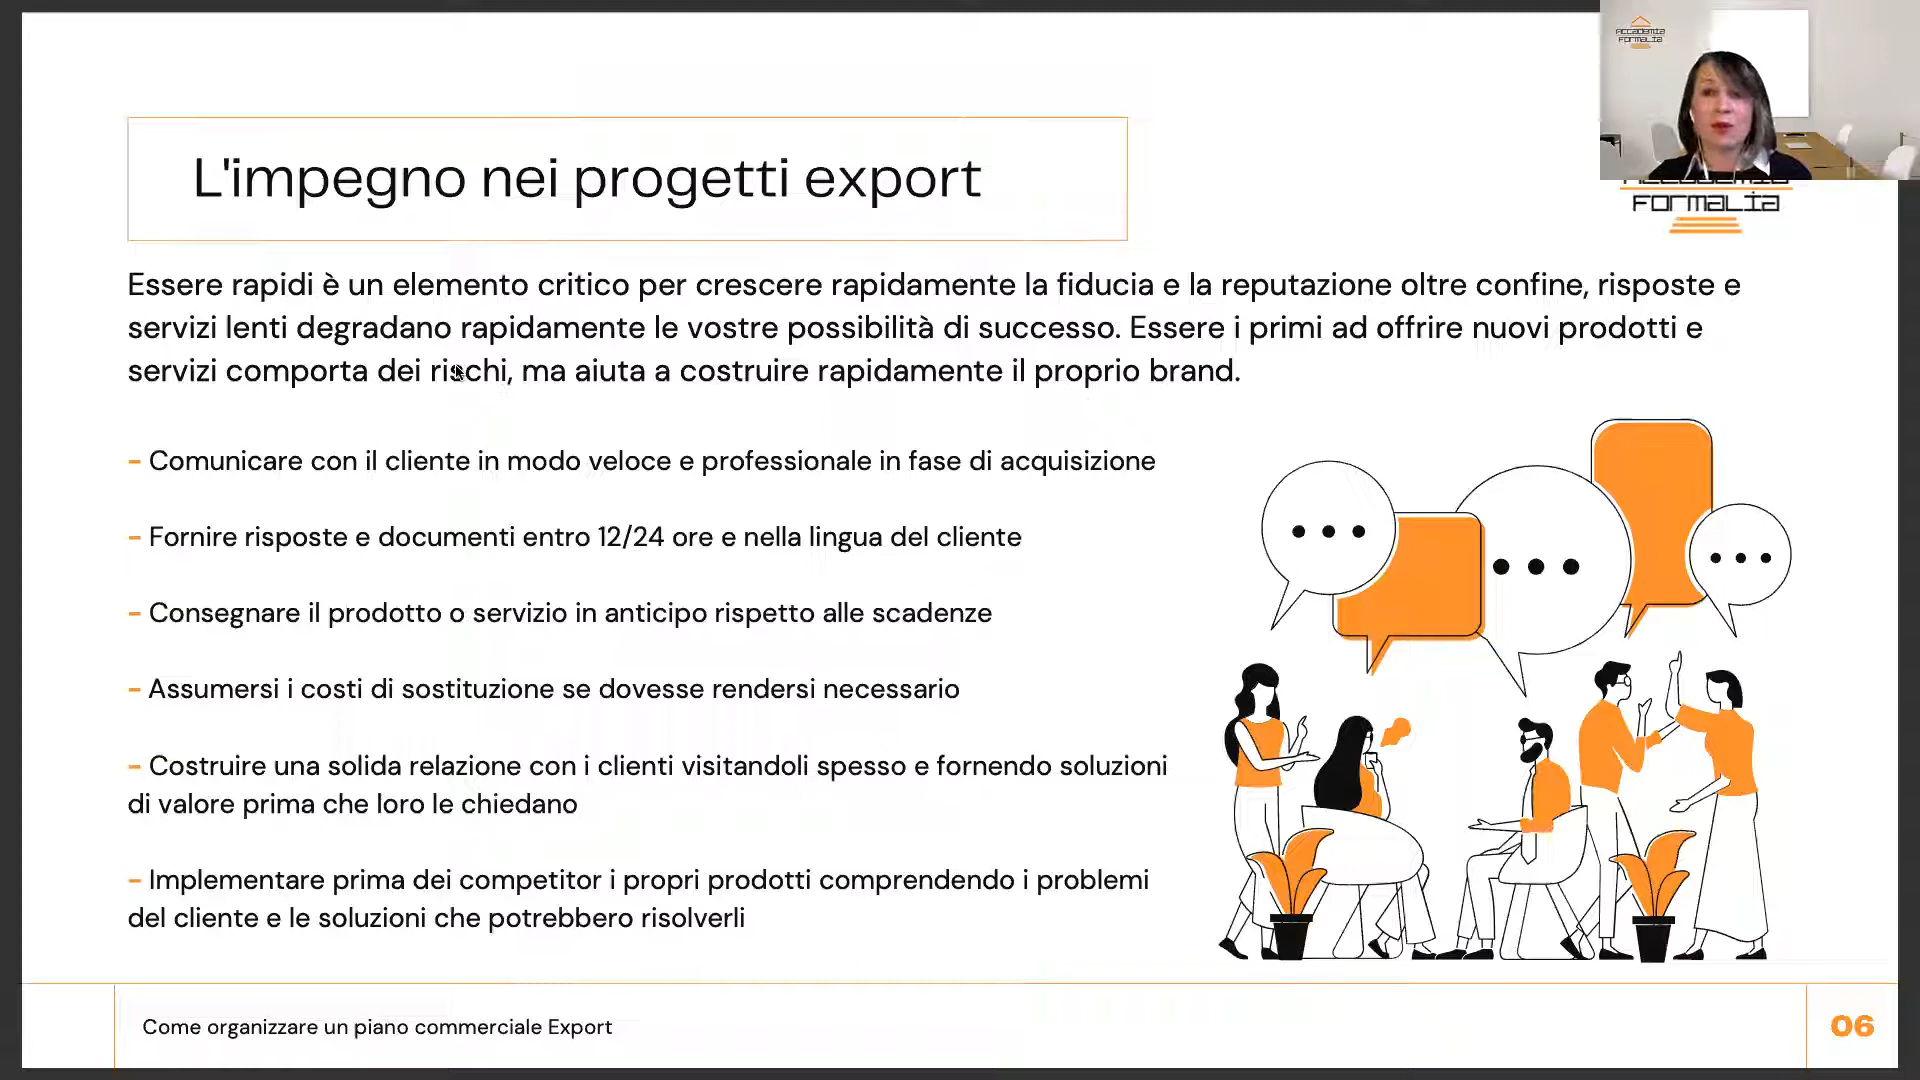 ACCADEMIA
FORMALIA
L'impegno nei progetti export
FORMALIA
Essere rapidi è un elemento critico per crescere rapidamente la fiducia e la reputazione oltre confine, risposte e
servizi lenti degradano rapidamente le vostre possibilità di successo. Essere i primi ad offrire nuovi prodotti e
servizi comporta dei rischi, ma aiuta a costruire rapidamente il proprio brand.
- Comunicare con il cliente in modo veloce e professionale in fase di acquisizione
- Fornire risposte e documenti entro 12/24 ore e nella lingua del cliente
- Consegnare il prodotto o servizio in anticipo rispetto alle scadenze
- Assumersi i costi di sostituzione se dovesse rendersi necessario
- Costruire una solida relazione con i clienti visitandoli spesso e fornendo soluzioni
di valore prima che loro le chiedano
- Implementare prima dei competitor i propri prodotti comprendendo i problemi
del cliente e le soluzioni che potrebbero risolverli
Come organizzare un piano commerciale Export
06